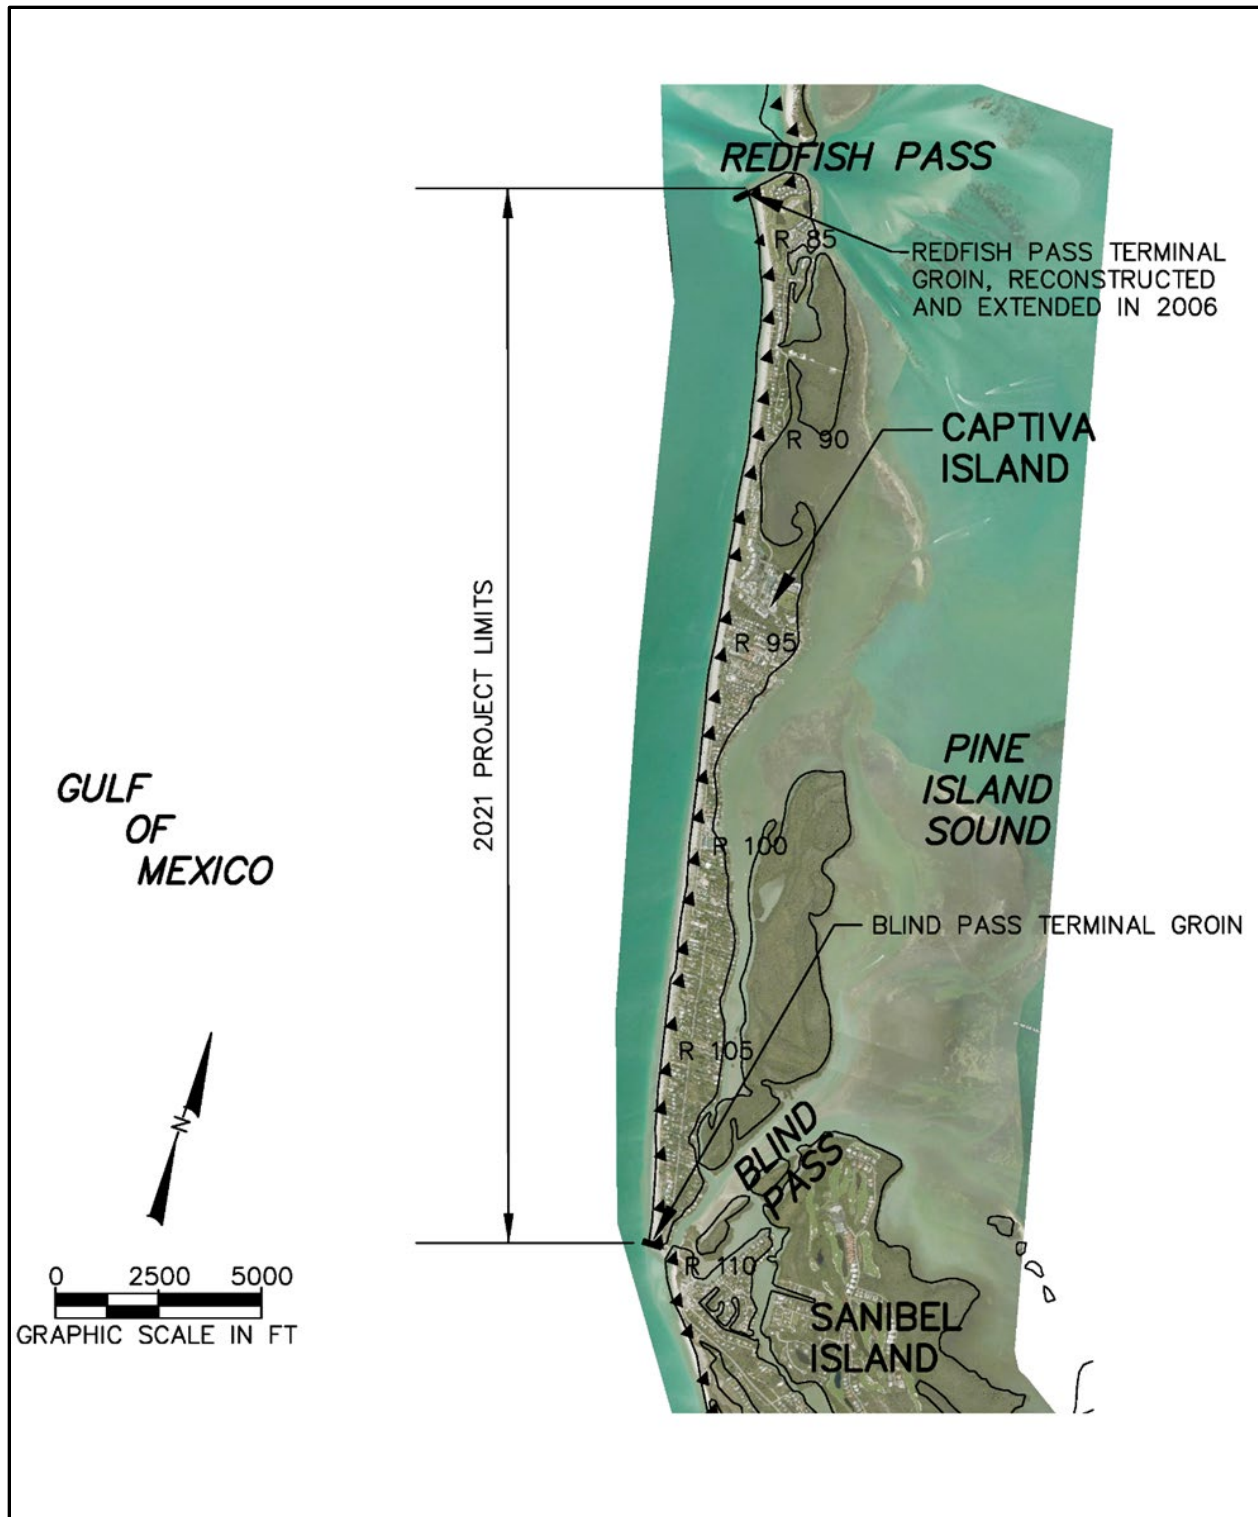 REDFISH PASS
R 85
REDFISH PASS TERMINAL
GROIN, RECONSTRUCTED
AND EXTENDED IN 2006
R 90
CAPTIVA
ISLAND
2021 PROJECT LIMITS
R 95
PINE
ISLAND
SOUND
GULF
OF
MEXICO
R 100
BLIND PASS TERMINAL GROIN
R 105
N
BLIND
PASS
R 110
0 2500 5000
GRAPHIC SCALE IN FT
SANIBEL
ISLAND